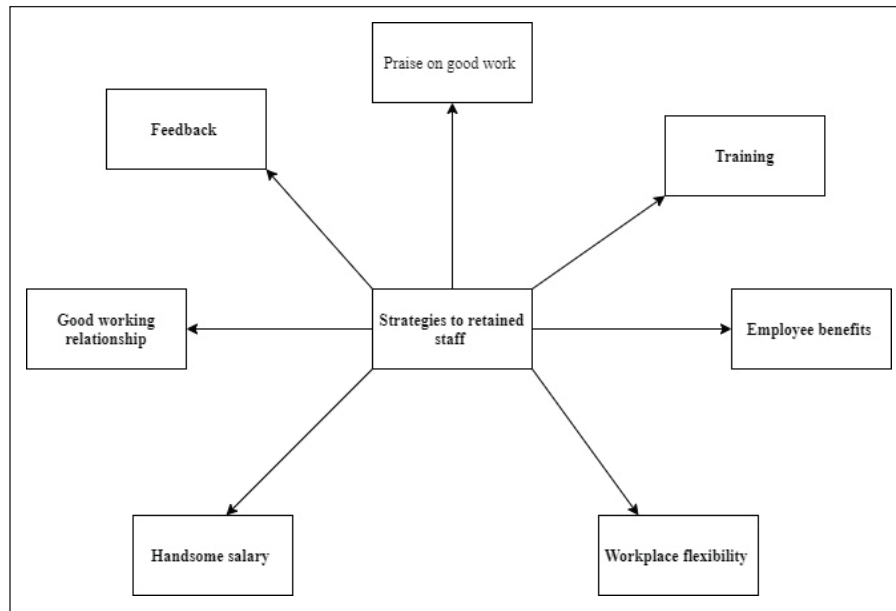 Praise on good work
Feedback
Training
Good working
relationship
Strategies to retained
staff
Employee benefits
Handsome salary
Workplace flexibility